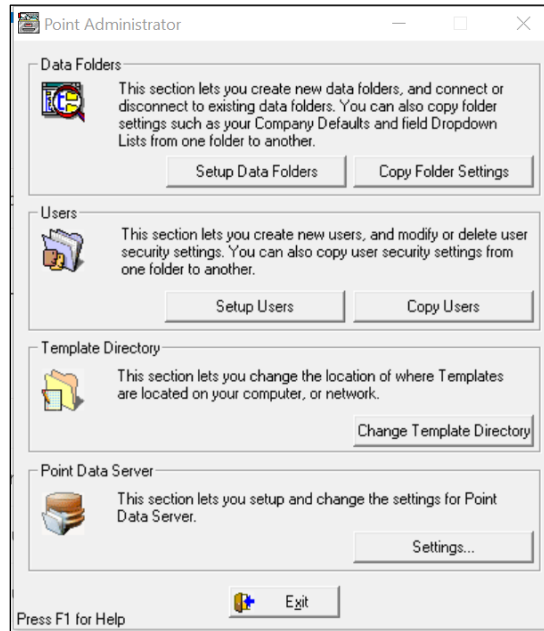 Point Administrator
Data Folders
This section lets you create new data folders, and connect or
disconnect to existing data folders. You can also copy folder
settings such as your Company Defaults and field Dropdown
Lists from one folder to another.
Setup Data Folders Copy Folder Settings
Users
This section lets you create new users, and modify or delete user
security settings. You can also copy user security settings from
one folder to another.
Setup Users Copy Users
Template Directory
This section lets you change the location of where Templates
are located on your computer, or network.
Change Template Directory
Point Data Server
This section lets you setup and change the settings for Point
Data Server.
Settings...
Exit
Press F1 for Help